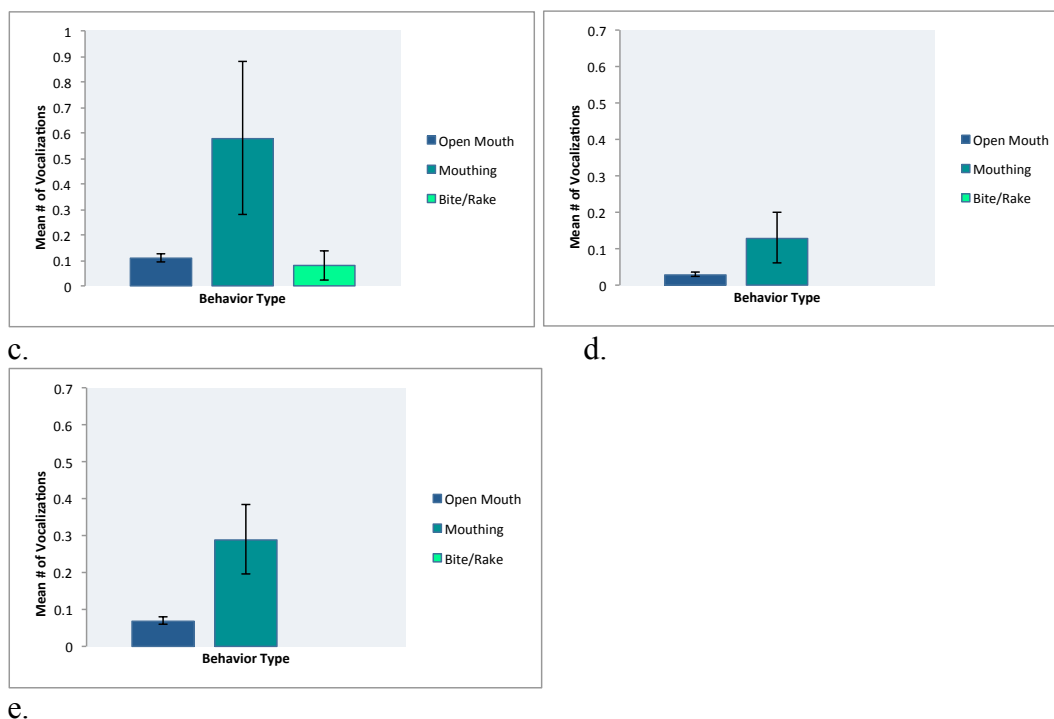 1
0.9
0.8
0.7
0.6
0.5
0.4
0.3
0.2
0.1
0
Mean # of Vocalizations
Behavior Type
Open Mouth
Mouthing
Bite/Rake
c.
0.7
0.6
0.5
0.4
0.3
0.2
0.1
0
Mean # of Vocalizations
Behavior Type
Open Mouth
Mouthing
Bite/Rake
d.
0.7
0.6
0.5
0.4
0.3
0.2
0.1
0
Mean # of Vocalizations
Behavior Type
Open Mouth
Mouthing
Bite/Rake
e.